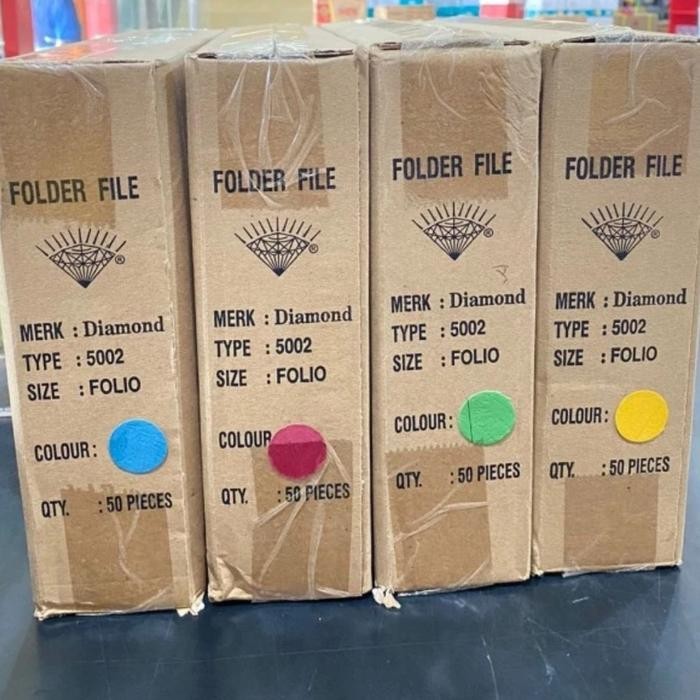 FOLDER FILE
®
MERK : Diamond
TYPE : 5002
SIZE : FOLIO
COLOUR :
QTY. : 50 PIECES
FOLDER FILE
®
MERK : Diamond
TYPE : 5002
SIZE : FOLIO
COLOUR
QTY. : 50 PIECES
FOLDER FILE
®
MERK : Diamond
TYPE : 5002
SIZE : FOLIO
COLOUR :
QTY. : 50 PIECES
FOLDER FILE
®
MERK : Diamond
TYPE : 5002
SIZE : FOLIO
COLOUR :
QTY. : 50 PIECES